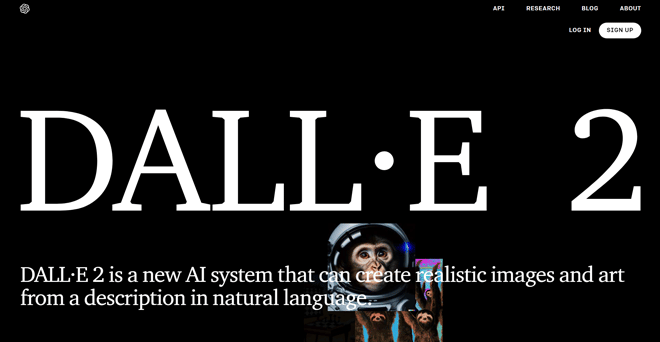 API RESEARCH BLOG ABOUT
LOG IN SIGN UP
DALL·E 2
DALL·E 2 is a new AI system that can create realistic images and art
from a description in natural language.